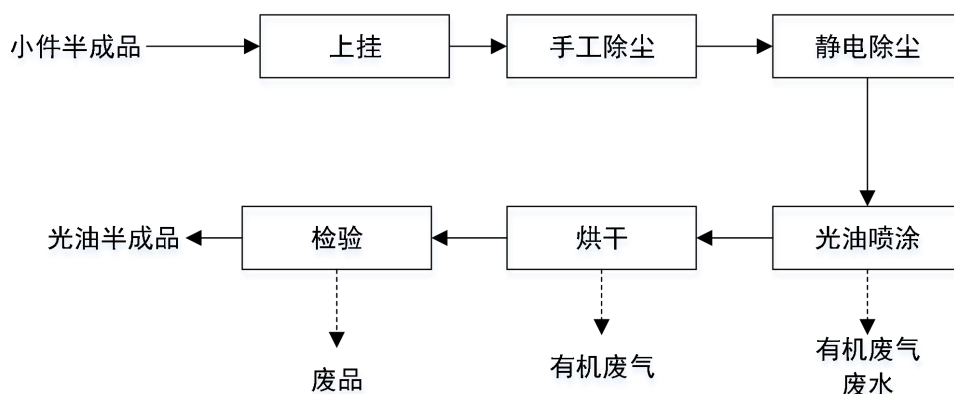 小件半成品
上挂
手工除尘
静电除尘
光油半成品
检验
烘干
光油喷涂
废品
有机废气
有机废气
废水